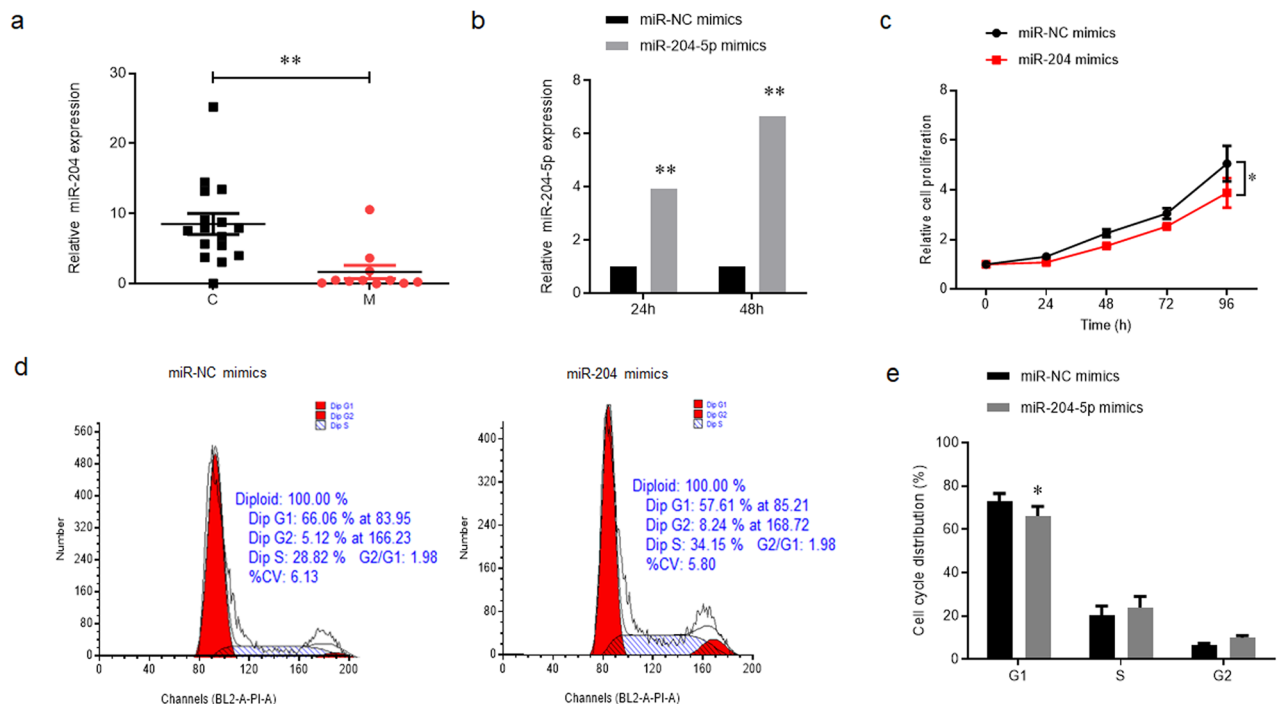 a
Relative miR-204 expression
30
20
10
0
**
C
M
b
miR-NC mimics
miR-204-5p mimics
Relative miR-204-5p expression
8
6
4
2
0
**
**
24h
48h
c
miR-NC mimics
miR-204 mimics
Relative cell proliferation
8
6
4
2
0
*
0 24 48 72 96
Time (h)
d
miR-NC mimics
Dip G1
Dip G2
Dip S
Number
560
480
400
320
240
160
80
0
Diploid: 100.00 %
Dip G1: 66.06 % at 83.95
Dip G2: 5.12 % at 166.23
Dip S: 28.82 % G2/G1: 1.98
%CV: 6.13
0 40 80 120 160 200
Channels (BL2-A-PI-A)
miR-204 mimics
Dip G1
Dip G2
Dip S
Number
400
320
240
160
80
0
Diploid: 100.00 %
Dip G1: 57.61 % at 85.21
Dip G2: 8.24 % at 168.72
Dip S: 34.15 % G2/G1: 1.98
%CV: 5.80
0 40 80 120 160 200
Channels (BL2-A-PI-A)
e
miR-NC mimics
miR-204-5p mimics
Cell cycle distribution (%)
100
80
60
40
20
0
*
G1
S
G2